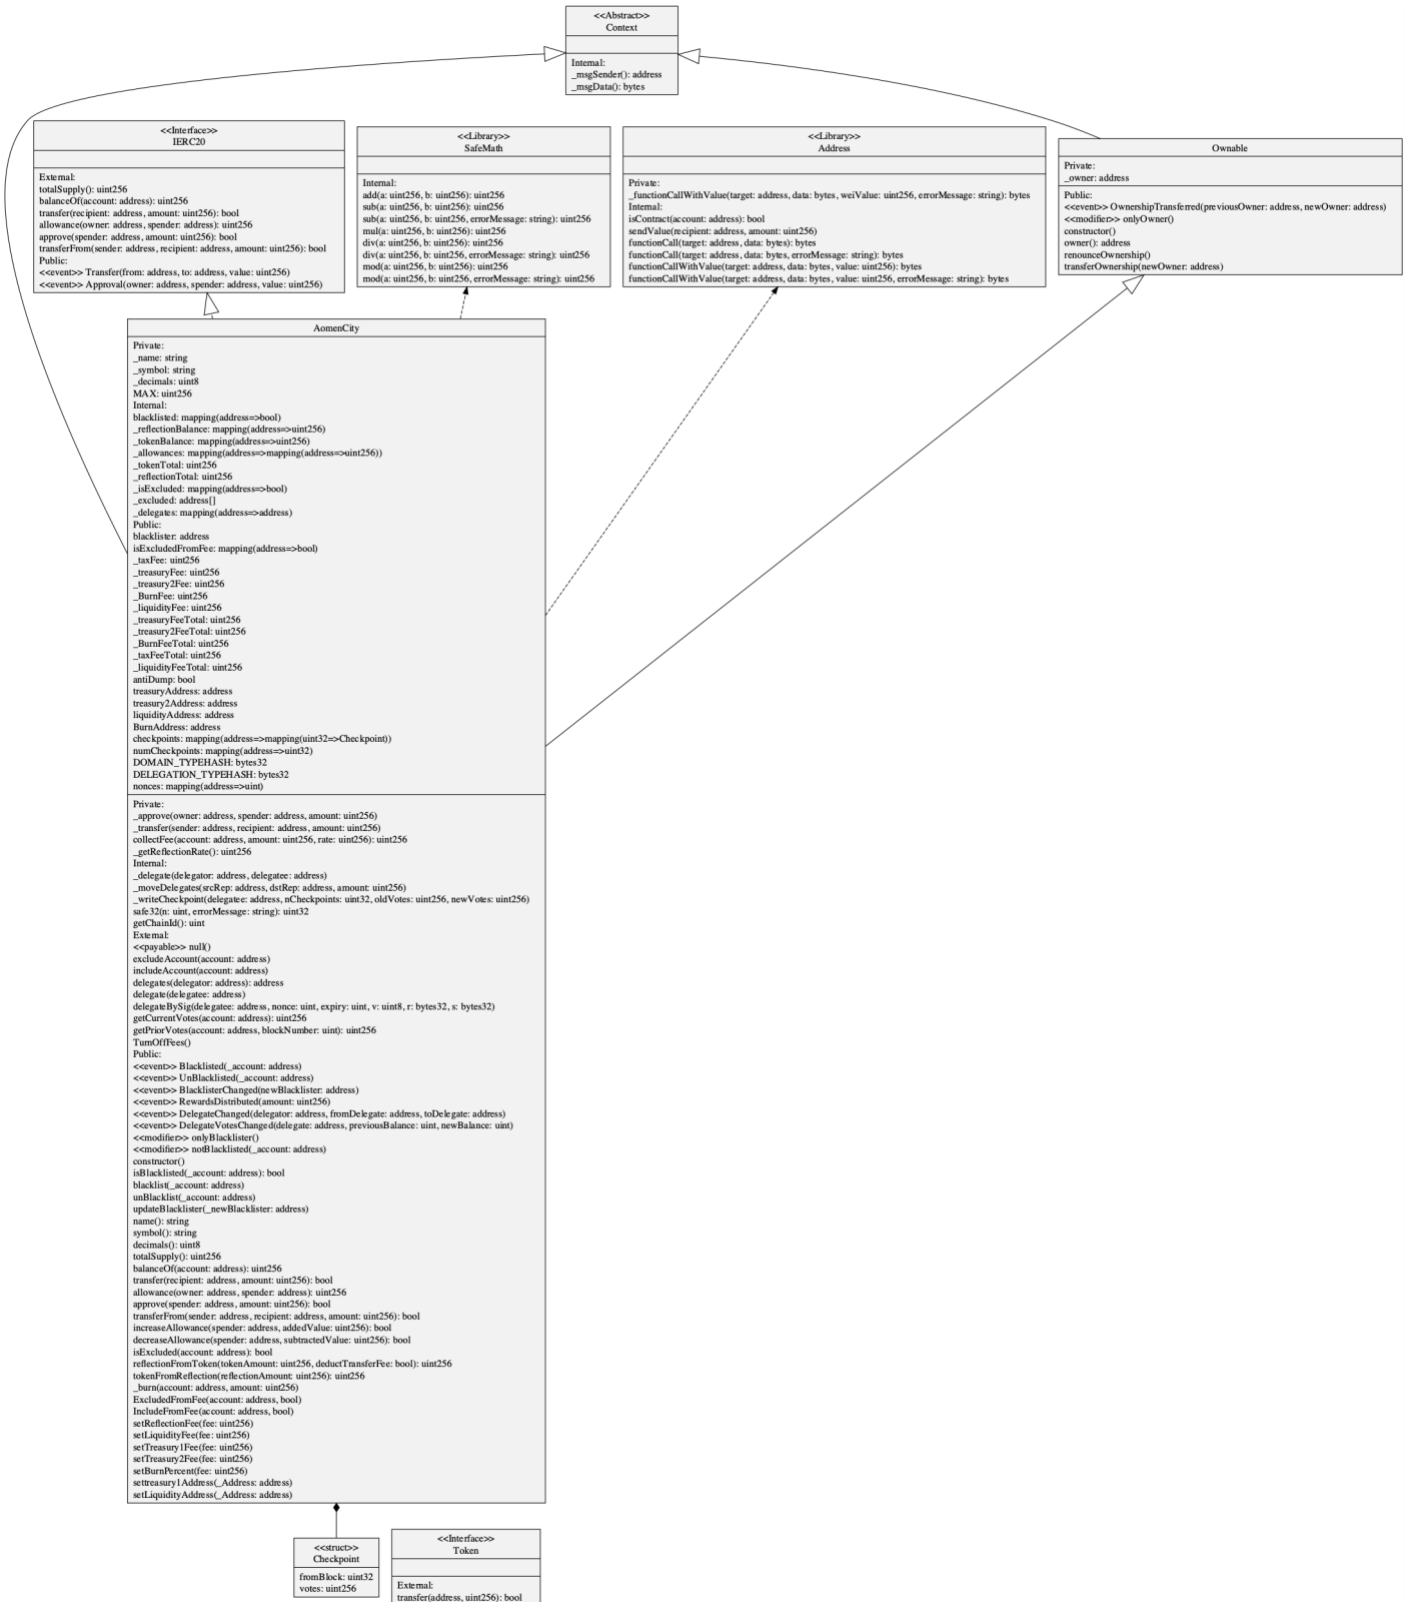 <<Abstract>>
Context
Internal:
_msgSender(): address
_msgData(): bytes
<<Interface>>
IERC20
External:
totalSupply(): uint256
balanceOf(account: address): uint256
transfer(recipient: address, amount: uint256): bool
allowance(owner: address, spender: address): uint256
approve(spender: address, amount: uint256): bool
transferFrom(sender: address, recipient: address, amount: uint256): bool
Public:
<<event>> Transfer(from: address, to: address, value: uint256)
<<event>> Approval(owner: address, spender: address, value: uint256)
<<Library>>
SafeMath
Internal:
add(a: uint256, b: uint256): uint256
sub(a: uint256, b: uint256): uint256
sub(a: uint256, b: uint256, errorMessage: string): uint256
mul(a: uint256, b: uint256): uint256
div(a: uint256, b: uint256): uint256
div(a: uint256, b: uint256, errorMessage: string): uint256
mod(a: uint256, b: uint256): uint256
mod(a: uint256, b: uint256, errorMessage: string): uint256
<<Library>>
Address
Private:
_functionCallWithValue(target: address, data: bytes, weiValue: uint256, errorMessage: string): bytes
Internal:
isContract(account: address): bool
sendValue(recipient: address, amount: uint256)
functionCall(target: address, data: bytes): bytes
functionCall(target: address, data: bytes, errorMessage: string): bytes
functionCallWithValue(target: address, data: bytes, value: uint256): bytes
functionCallWithValue(target: address, data: bytes, value: uint256, errorMessage: string): bytes
Ownable
Private:
_owner: address
Public:
<<event>> OwnershipTransferred(previousOwner: address, newOwner: address)
<<modifier>> onlyOwner()
constructor()
owner(): address
renounceOwnership()
transferOwnership(newOwner: address)
AomenCity
Private:
_name: string
_symbol: string
_decimals: uint8
MAX: uint256
Internal:
blacklisted: mapping(address=>bool)
_reflectionBalance: mapping(address=>uint256)
_tokenBalance: mapping(address=>uint256)
_allowances: mapping(address=>mapping(address=>uint256))
_tokenTotal: uint256
_reflectionTotal: uint256
_isExcluded: mapping(address=>bool)
_excluded: address[]
_delegates: mapping(address=>address)
Public:
blacklister: address
isExcludedFromFee: mapping(address=>bool)
_taxFee: uint256
_treasuryFee: uint256
_treasury2Fee: uint256
_BurnFee: uint256
_liquidityFee: uint256
_treasuryFeeTotal: uint256
_treasury2FeeTotal: uint256
_BurnFeeTotal: uint256
_taxFeeTotal: uint256
_liquidityFeeTotal: uint256
antiDump: bool
treasuryAddress: address
treasury2Address: address
liquidityAddress: address
BurnAddress: address
checkpoints: mapping(address=>mapping(uint32=>Checkpoint))
numCheckpoints: mapping(address=>uint32)
DOMAIN_TYPEHASH: bytes32
DELEGATION_TYPEHASH: bytes32
nonces: mapping(address=>uint)
Private:
_approve(owner: address, spender: address, amount: uint256)
_transfer(sender: address, recipient: address, amount: uint256)
collectFee(account: address, amount: uint256, rate: uint256): uint256
_getReflectionRate(): uint256
Internal:
_delegate(delegator: address, delegatee: address)
_moveDelegates(srcRep: address, dstRep: address, amount: uint256)
_writeCheckpoint(delegatee: address, nCheckpoints: uint32, oldVotes: uint256, newVotes: uint256)
safe32(n: uint, errorMessage: string): uint32
getChainId(): uint
External:
<<payable>> null()
excludeAccount(account: address)
includeAccount(account: address)
delegates(delegator: address): address
delegate(delegatee: address)
delegateBySig(delegatee: address, nonce: uint, expiry: uint, v: uint8, r: bytes32, s: bytes32)
getCurrentVotes(account: address): uint256
getPriorVotes(account: address, blockNumber: uint): uint256
TurnOffFees()
Public:
<<event>> Blacklisted(_account: address)
<<event>> UnBlacklisted(_account: address)
<<event>> BlacklisterChanged(newBlacklister: address)
<<event>> RewardsDistributed(amount: uint256)
<<event>> DelegateChanged(delegator: address, fromDelegate: address, toDelegate: address)
<<event>> DelegateVotesChanged(delegate: address, previousBalance: uint, newBalance: uint)
<<modifier>> onlyBlacklister()
<<modifier>> notBlacklisted(_account: address)
constructor()
isBlacklisted(_account: address): bool
blacklist(_account: address)
unBlacklist(_account: address)
updateBlacklister(_newBlacklister: address)
name(): string
symbol(): string
decimals(): uint8
totalSupply(): uint256
balanceOf(account: address): uint256
transfer(recipient: address, amount: uint256): bool
allowance(owner: address, spender: address): uint256
approve(spender: address, amount: uint256): bool
transferFrom(sender: address, recipient: address, amount: uint256): bool
increaseAllowance(spender: address, addedValue: uint256): bool
decreaseAllowance(spender: address, subtractedValue: uint256): bool
isExcluded(account: address): bool
reflectionFromToken(tokenAmount: uint256, deductTransferFee: bool): uint256
tokenFromReflection(reflectionAmount: uint256): uint256
_burn(account: address, amount: uint256)
ExcludedFromFee(account: address, bool)
IncludeFromFee(account: address, bool)
setReflectionFee(fee: uint256)
setLiquidityFee(fee: uint256)
setTreasury1Fee(fee: uint256)
setTreasury2Fee(fee: uint256)
setBurnPercent(fee: uint256)
settreasury1Address(_Address: address)
setLiquidityAddress(_Address: address)
<<struct>>
Checkpoint
fromBlock: uint32
votes: uint256
<<Interface>>
Token
External:
transfer(address, uint256): bool